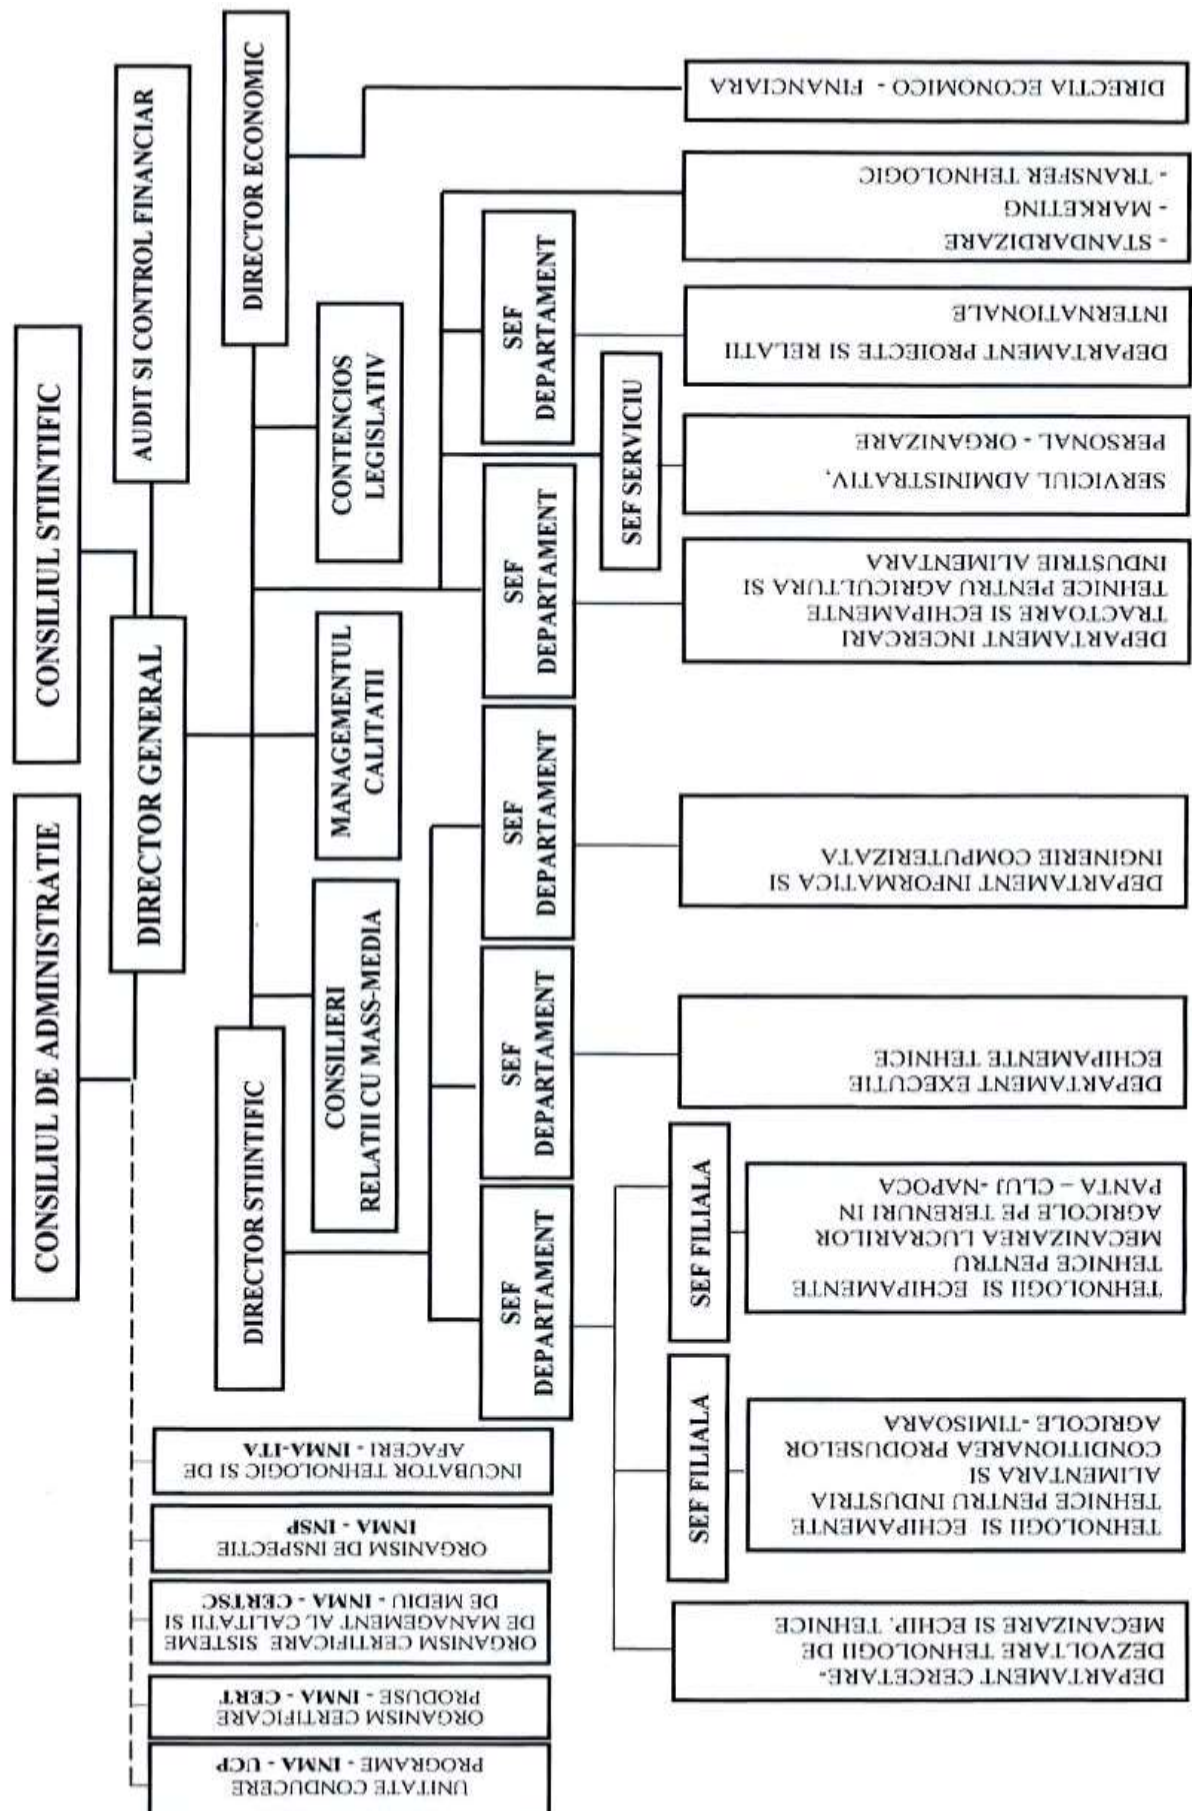 CONSILIUL DE ADMINISTRATIE
CONSILIUL STIINTIFIC
DIRECTOR GENERAL
AUDIT SI CONTROL FINANCIAR
DIRECTOR STIINTIFIC
DIRECTOR ECONOMIC
CONSILIERI
RELATII CU MASS-MEDIA
MANAGEMENTUL
CALITATII
CONTENCIOS
LEGISLATIV
UNITATE CONDUCERE
PROGRAME - INMA - UCP
ORGANISM CERTIFICARE
PRODUSE - INMA - CERT
ORGANISM CERTIFICARE SISTEME
DE MANAGEMENT AL CALITATII SI
DE MEDIU - INMA - CERTSC
ORGANISM DE INSPECTIE
INMA - INSP
INCUBATOR TEHNOLOGIC SI DE
AFACERI - INMA-ITA
SEF
DEPARTAMENT
SEF
DEPARTAMENT
SEF
DEPARTAMENT
SEF
DEPARTAMENT
SEF
DEPARTAMENT
SEF SERVICIU
SEF FILIALA
SEF FILIALA
DEPARTAMENT CERCETARE-
DEZVOLTARE TEHNOLOGII DE
MECANIZARE SI ECHIP. TEHNICE
TEHNOLOGII SI ECHIPAMENTE
TEHNICE PENTRU INDUSTRIA
ALIMENTARA SI
CONDITIONAREA PRODUSELOR
AGRICOLE -TIMISOARA
TEHNOLOGII SI ECHIPAMENTE
TEHNICE PENTRU
MECANIZAREA LUCRARILOR
AGRICOLE PE TERENURI IN
PANTA – CLUJ -NAPOCA
DEPARTAMENT EXECUTIE
ECHIPAMENTE TEHNICE
DEPARTAMENT INFORMATICA SI
INGINERIE COMPUTERIZATA
DEPARTAMENT INCERCARI
TRACTOARE SI ECHIPAMENTE
TEHNICE PENTRU AGRICULTURA SI
INDUSTRIE ALIMENTARA
SERVICIUL ADMINISTRATIV,
PERSONAL - ORGANIZARE
DEPARTAMENT PROIECTE SI RELATII
INTERNATIONALE
- STANDARDIZARE
- MARKETING
- TRANSFER TEHNOLOGIC
DIRECTIA ECONOMICO - FINANCIARA